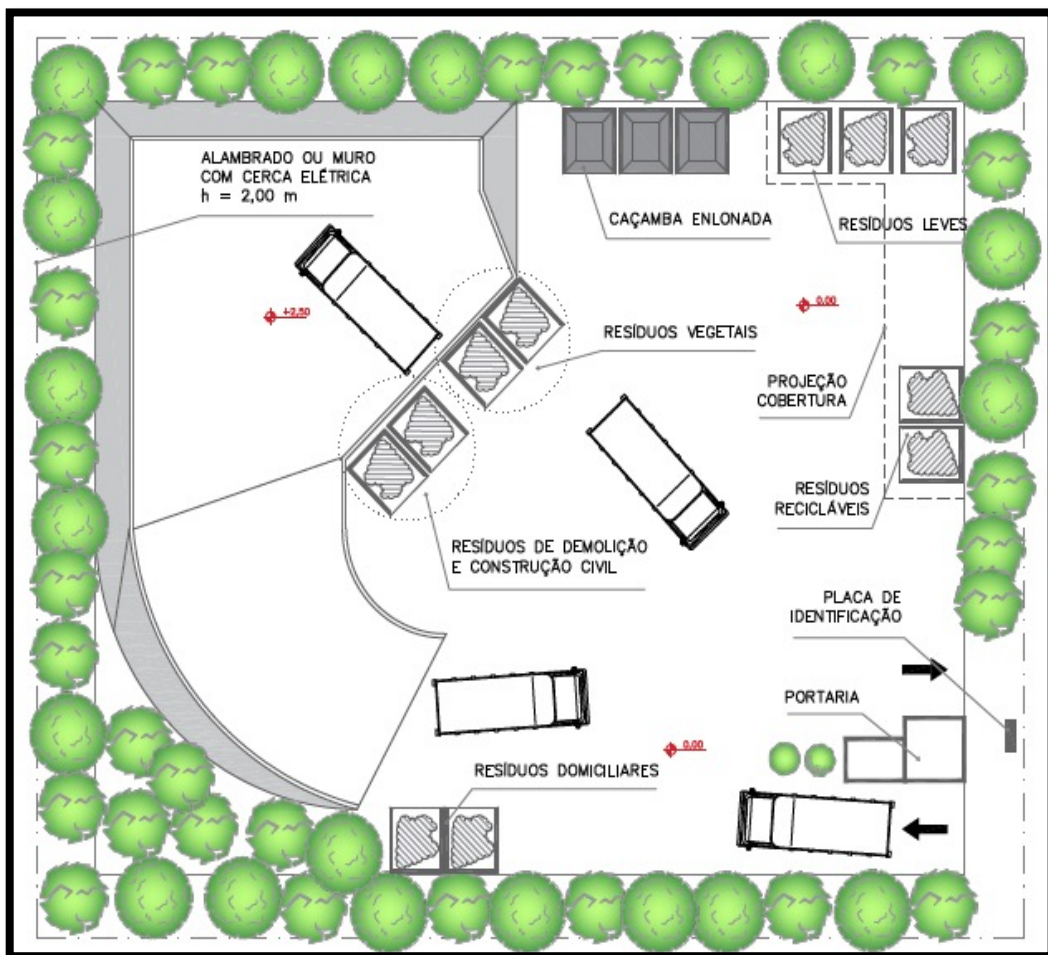 ALAMBRADO OU MURO
COM CERCA ELÉTRICA
h = 2,00 m
CAÇAMBA ENLONADA
RESÍDUOS LEVES
+2,50
0.00
RESÍDUOS VEGETAIS
PROJEÇÃO
COBERTURA
RESÍDUOS
RECICLÁVEIS
RESÍDUOS DE DEMOLIÇÃO
E CONSTRUÇÃO CIVIL
PLACA DE
IDENTIFICAÇÃO
PORTARIA
0.00
RESÍDUOS DOMICILIARES